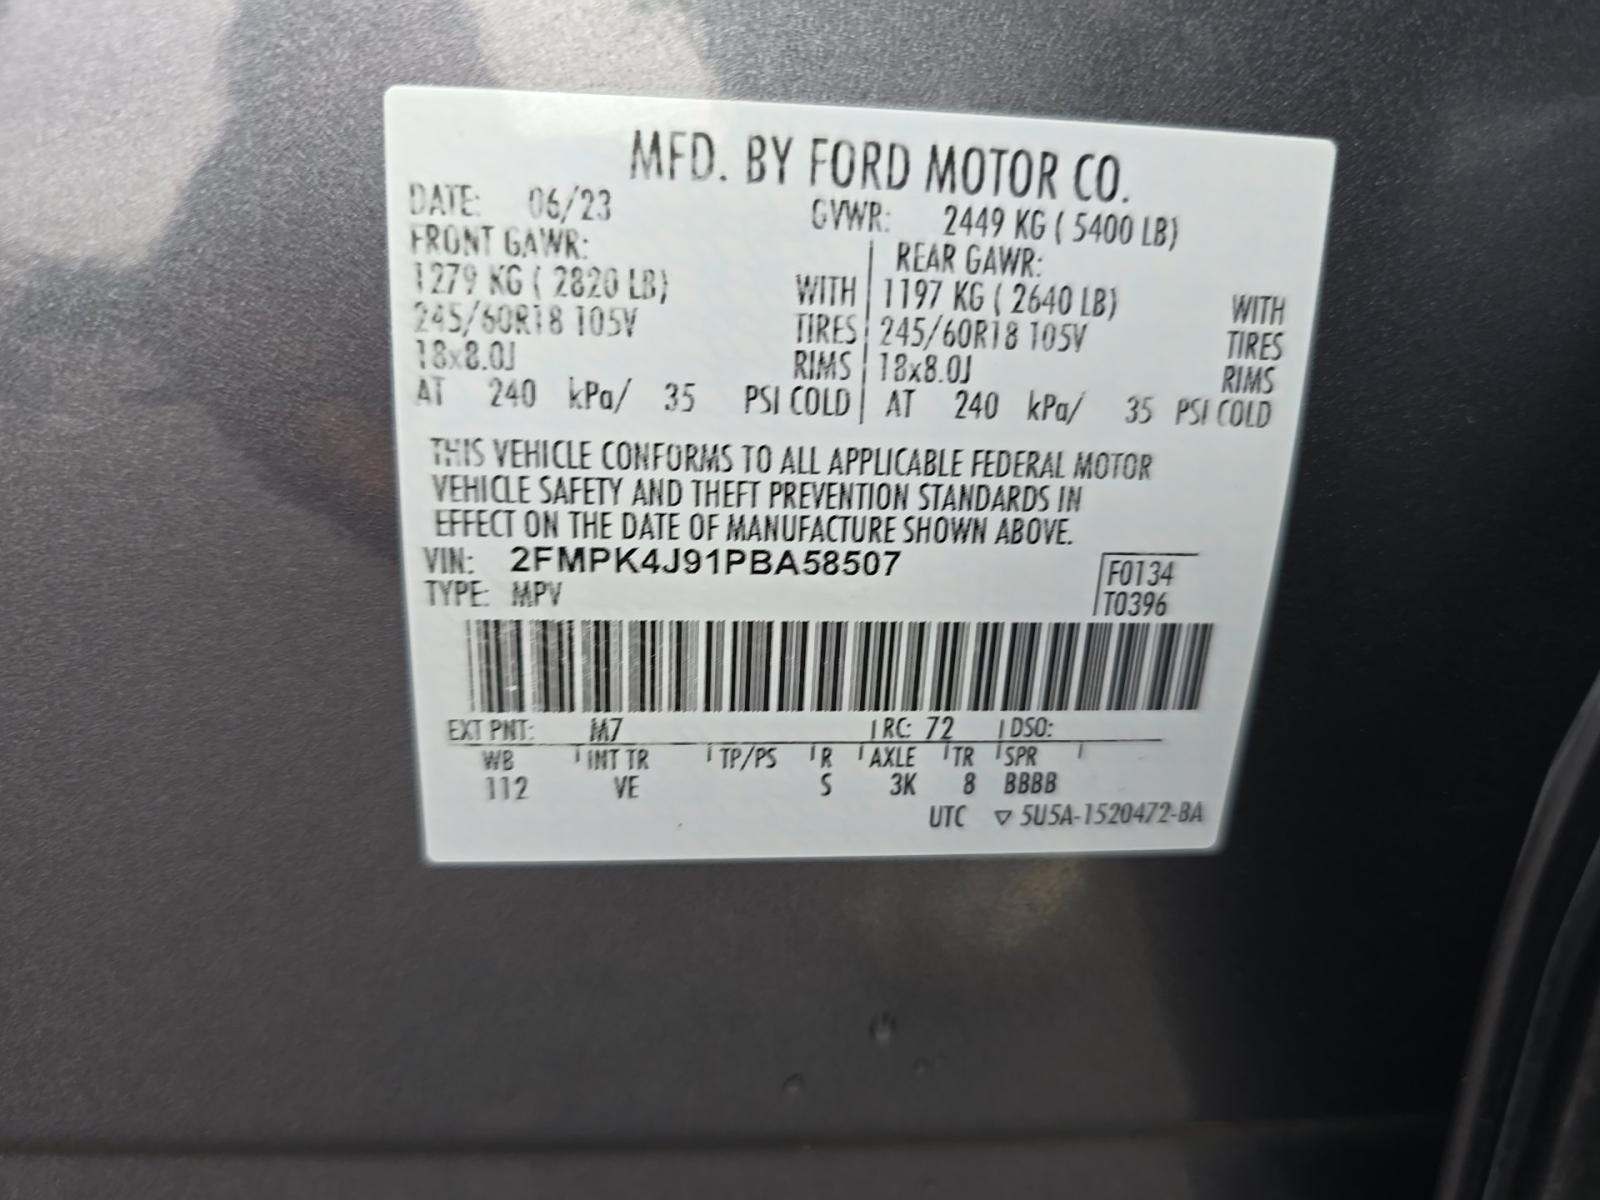 MFD. BY FORD MOTOR CO.
DATE: 06/23 GVWR: 2449 KG ( 5400 LB)
FRONT GAWR: REAR GAWR:
1279 KG ( 2820 LB) WITH 1197 KG ( 2640 LB) WITH
245/60R18 105V TIRES 245/60R18 105V TIRES
18x8.0J RIMS 18x8.0J RIMS
AT 240 kPa/ 35 PSI COLD AT 240 kPa/ 35 PSI COLD
THIS VEHICLE CONFORMS TO ALL APPLICABLE FEDERAL MOTOR
VEHICLE SAFETY AND THEFT PREVENTION STANDARDS IN
EFFECT ON THE DATE OF MANUFACTURE SHOWN ABOVE.
VIN: 2FMPK4J91PBA58507 F0134
TYPE: MPV T0396
EXT PNT: M7 RC: 72 DSO:
WB INT TR TP/PS R AXLE TR SPR
112 VE S 3K 8 BBBB
UTC ▽ 5U5A-1520472-BA